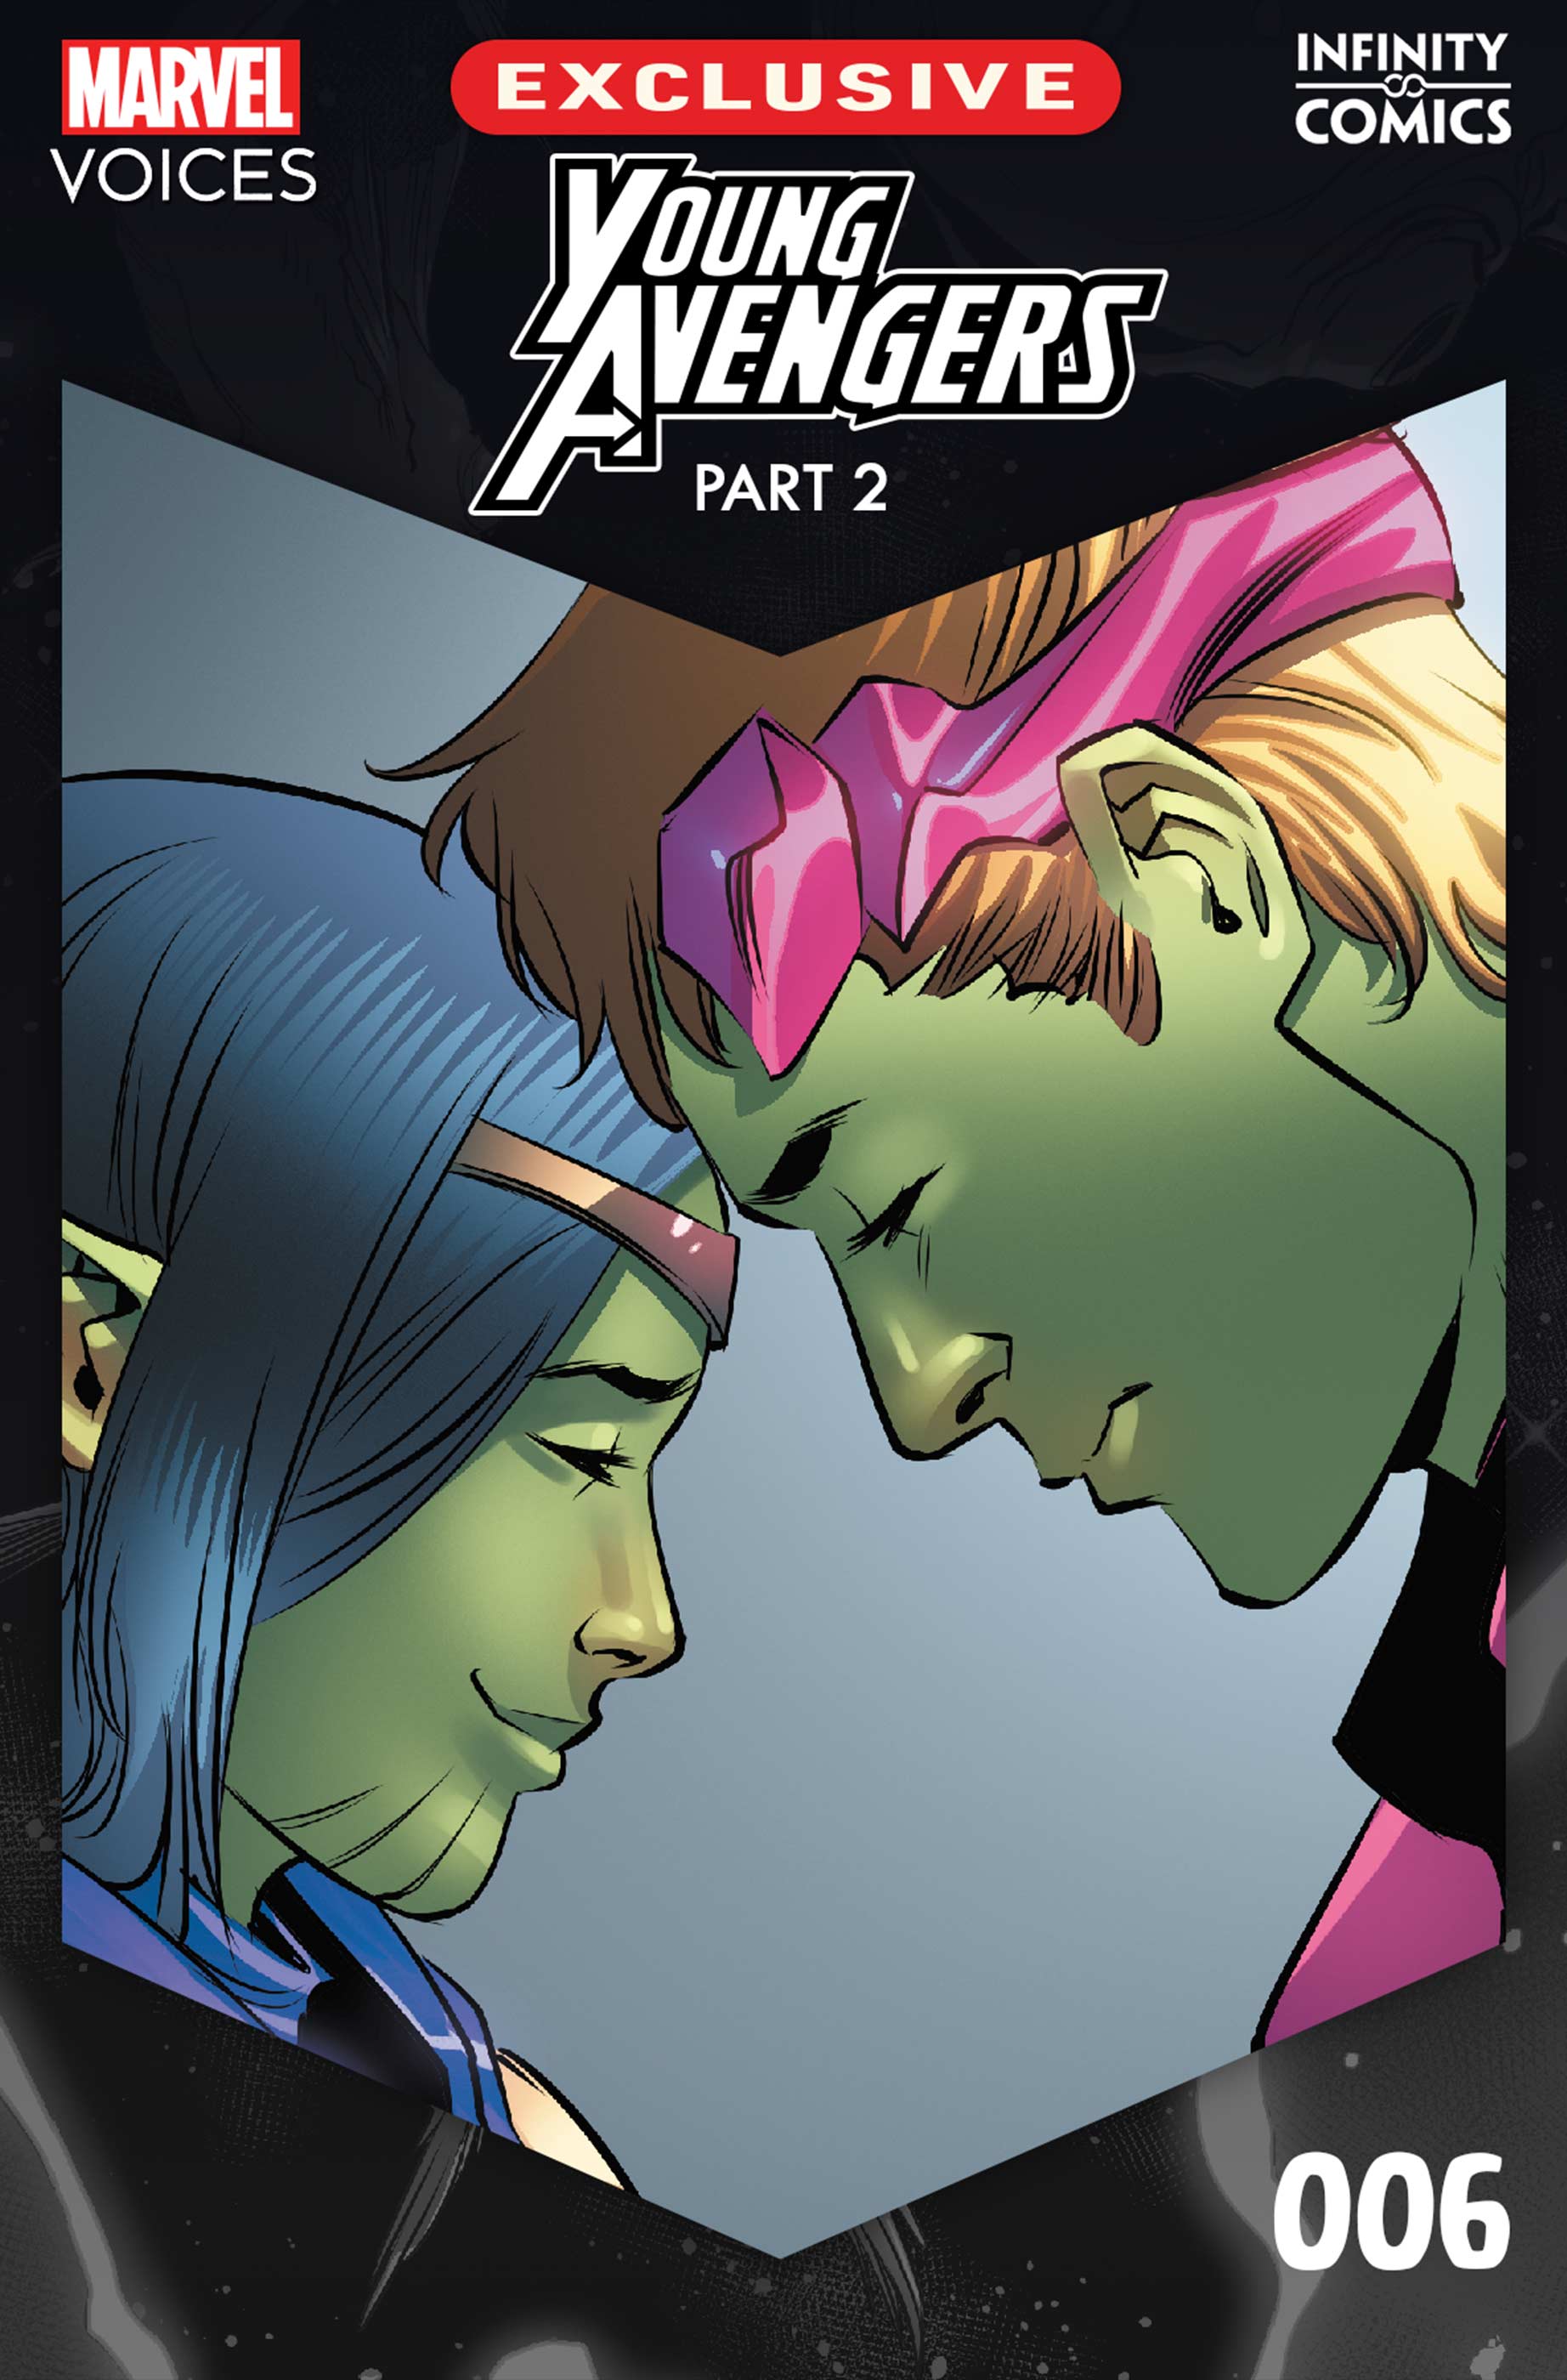 MARVEL
VOICES
EXCLUSIVE
INFINITY
COMICS
YOUNG
AVENGERS
PART 2
006